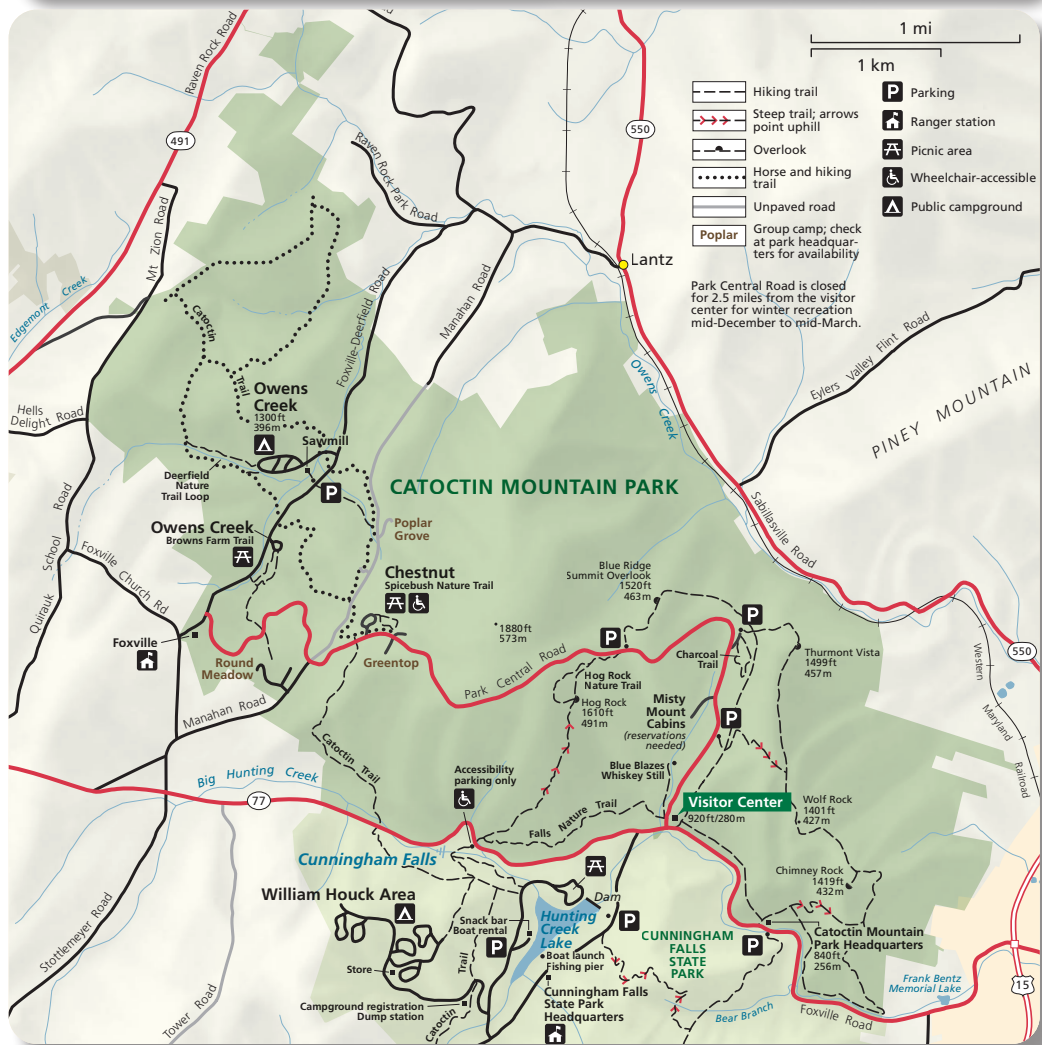 1 mi
1 km
Hiking trail
Steep trail; arrows
point uphill
Overlook
Horse and hiking
trail
Unpaved road
Poplar
Group camp; check
at park headquar-
ters for availability
P Parking
Ranger station
Picnic area
Wheelchair-accessible
Public campground
Park Central Road is closed
for 2.5 miles from the visitor
center for winter recreation
mid-December to mid-March.
Raven Rock Road
491
550
Raven Rock Park Road
Mt Zion Road
Lantz
Edgemont Creek
Catoctin
Trail
Foxville-Deerfield Road
Manahan Road
Eylers Valley Flint Road
PINEY MOUNTAIN
Owens Creek
Hells
Delight Road
Owens
Creek
1300ft
396m
Sawmill
Deerfield
Nature
Trail Loop
P
CATOCTIN MOUNTAIN PARK
Sabillasville Road
Quirauk School Road
Foxville Church Rd
Owens Creek
Browns Farm Trail
Poplar
Grove
Chestnut
Spicebush Nature Trail
Blue Ridge
Summit Overlook
1520ft
463m
1880ft
573m
P
P
Foxville
Round
Meadow
Greentop
Park Central Road
Charcoal
Trail
Thurmont Vista
1499ft
457m
550
Western
Maryland
Railroad
Hog Rock
Nature Trail
Hog Rock
1610ft
491m
Misty
Mount
Cabins
(reservations
needed)
P
Manahan Road
Catoctin Trail
Big Hunting Creek
77
Accessibility
parking only
Blue Blazes
Whiskey Still
Visitor Center
920ft/280m
Wolf Rock
1401ft
427m
Falls Nature Trail
Cunningham Falls
Chimney Rock
1419ft
432m
William Houck Area
Dam
Snack bar
Boat rental
P
Hunting
Creek
Lake
P
CUNNINGHAM
FALLS
STATE
PARK
P
Catoctin Mountain
Park Headquarters
840ft
256m
Stottlemeyer Road
Store
Trail
Boat launch
Fishing pier
Cunningham Falls
State Park
Headquarters
Campground registration
Dump station
Catoctin
Tower Road
Bear Branch
Foxville Road
Frank Bentz
Memorial Lake
15